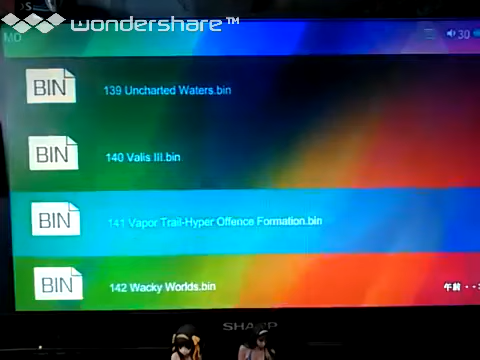 wondershare™
MD
30
BIN
139 Uncharted Waters.bin
BIN
140 Valis III.bin
BIN
141 Vapor Trail-Hyper Offence Formation.bin
BIN
142 Wacky Worlds.bin
午前
SHARP